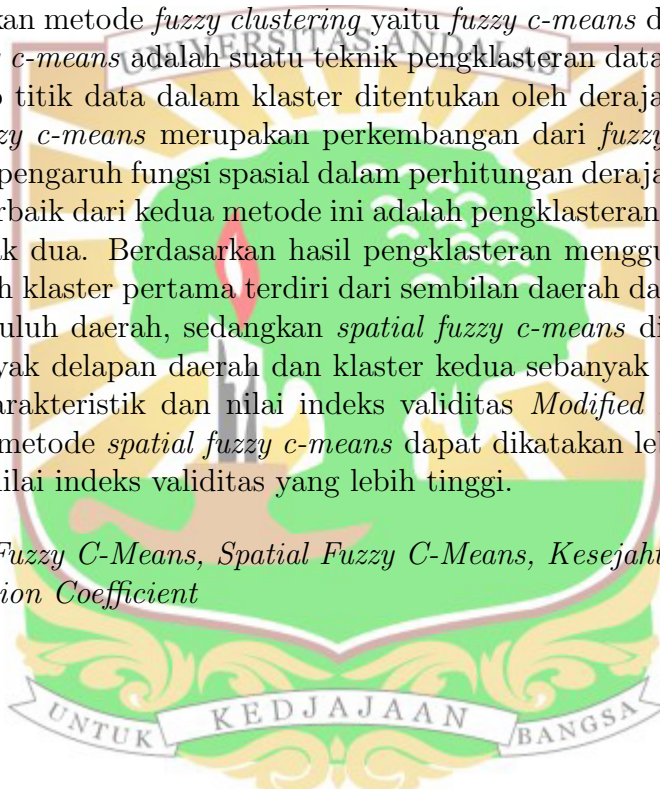 kan metode fuzzy clustering yaitu fuzzy c-means d
UNIVERSITAS ANDALAS
c-means adalah suatu teknik pengklasteran data
titik data dalam klaster ditentukan oleh deraja
zy c-means merupakan perkembangan dari fuzzy
pengaruh fungsi spasial dalam perhitungan deraja
rbaik dari kedua metode ini adalah pengklasteran
ak dua. Berdasarkan hasil pengklasteran menggu
h klaster pertama terdiri dari sembilan daerah da
uluh daerah, sedangkan spatial fuzzy c-means di
yak delapan daerah dan klaster kedua sebanyak
arakteristik dan nilai indeks validitas Modified
metode spatial fuzzy c-means dapat dikatakan le
nilai indeks validitas yang lebih tinggi.
Fuzzy C-Means, Spatial Fuzzy C-Means, Kesejaht
ion Coefficient
UNTUK KEDJAJAAN BANGSA